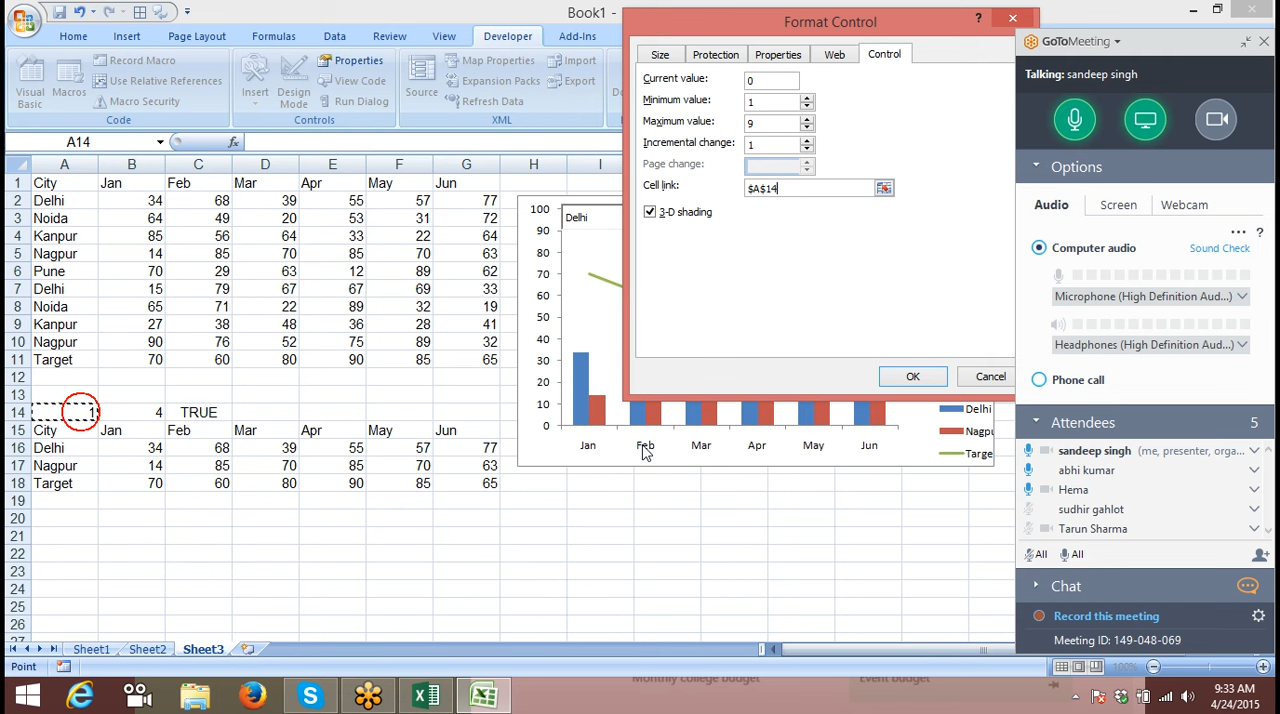 Book1 -
Home Insert Page Layout Formulas Data Review View Developer Add-Ins
Visual Basic
Macros
Record Macro
Use Relative References
Macro Security
Code
Insert
Design Mode
Properties
View Code
Run Dialog
Controls
Source
Map Properties
Expansion Packs
Refresh Data
Import
Export
XML
A14
fx
A B C D E F G H I
1 City Jan Feb Mar Apr May Jun
2 Delhi 34 68 39 55 57 77
3 Noida 64 49 20 53 31 72
4 Kanpur 85 56 64 33 22 64
5 Nagpur 14 85 70 85 70 63
6 Pune 70 29 63 12 89 62
7 Delhi 15 79 67 67 69 33
8 Noida 65 71 22 89 32 19
9 Kanpur 27 38 48 36 28 41
10 Nagpur 90 76 52 75 89 32
11 Target 70 60 80 90 85 65
12
13
14 1 4 TRUE
15 City Jan Feb Mar Apr May Jun
16 Delhi 34 68 39 55 57 77
17 Nagpur 14 85 70 85 70 63
18 Target 70 60 80 90 85 65
19
20
21
22
23
24
25
26
27
100
90
80
70
60
50
40
30
20
10
0
Delhi
Jan Feb Mar Apr May Jun
Delhi
Nagpu
Targe
Format Control
?
Size Protection Properties Web Control
Current value: 0
Minimum value: 1
Maximum value: 9
Incremental change: 1
Page change:
Cell link: $A$14
3-D shading
OK Cancel
GoToMeeting
Talking: sandeep singh
Options
Audio Screen Webcam
... ?
Computer audio Sound Check
Microphone (High Definition Aud...)
Headphones (High Definition Aud...)
Phone call
Attendees 5
sandeep singh (me, presenter, orga...
abhi kumar
Hema
sudhir gahlot
Tarun Sharma
All All
Chat
Record this meeting
Meeting ID: 149-048-069
Sheet1 Sheet2 Sheet3
Point
100%
Monthly college budget Event budget
9:33 AM
4/24/2015